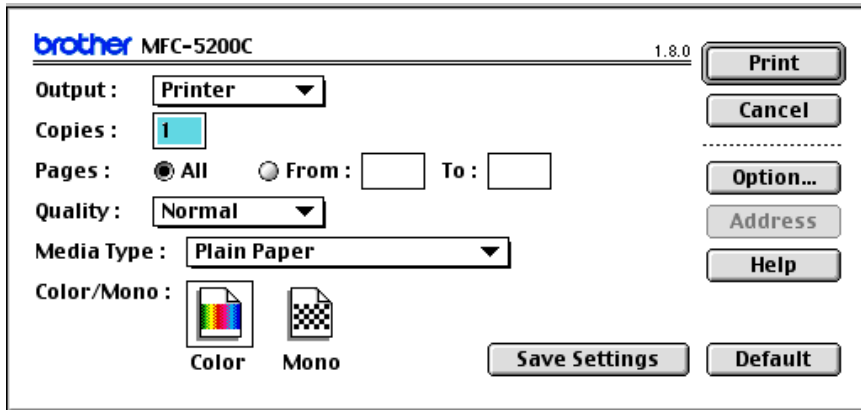 brother MFC-5200C 1.8.0
Print
Output : Printer
Cancel
Copies : 1
Pages : All From : To :
Option...
Quality : Normal
Address
Media Type : Plain Paper
Help
Color/Mono :
Color Mono
Save Settings Default